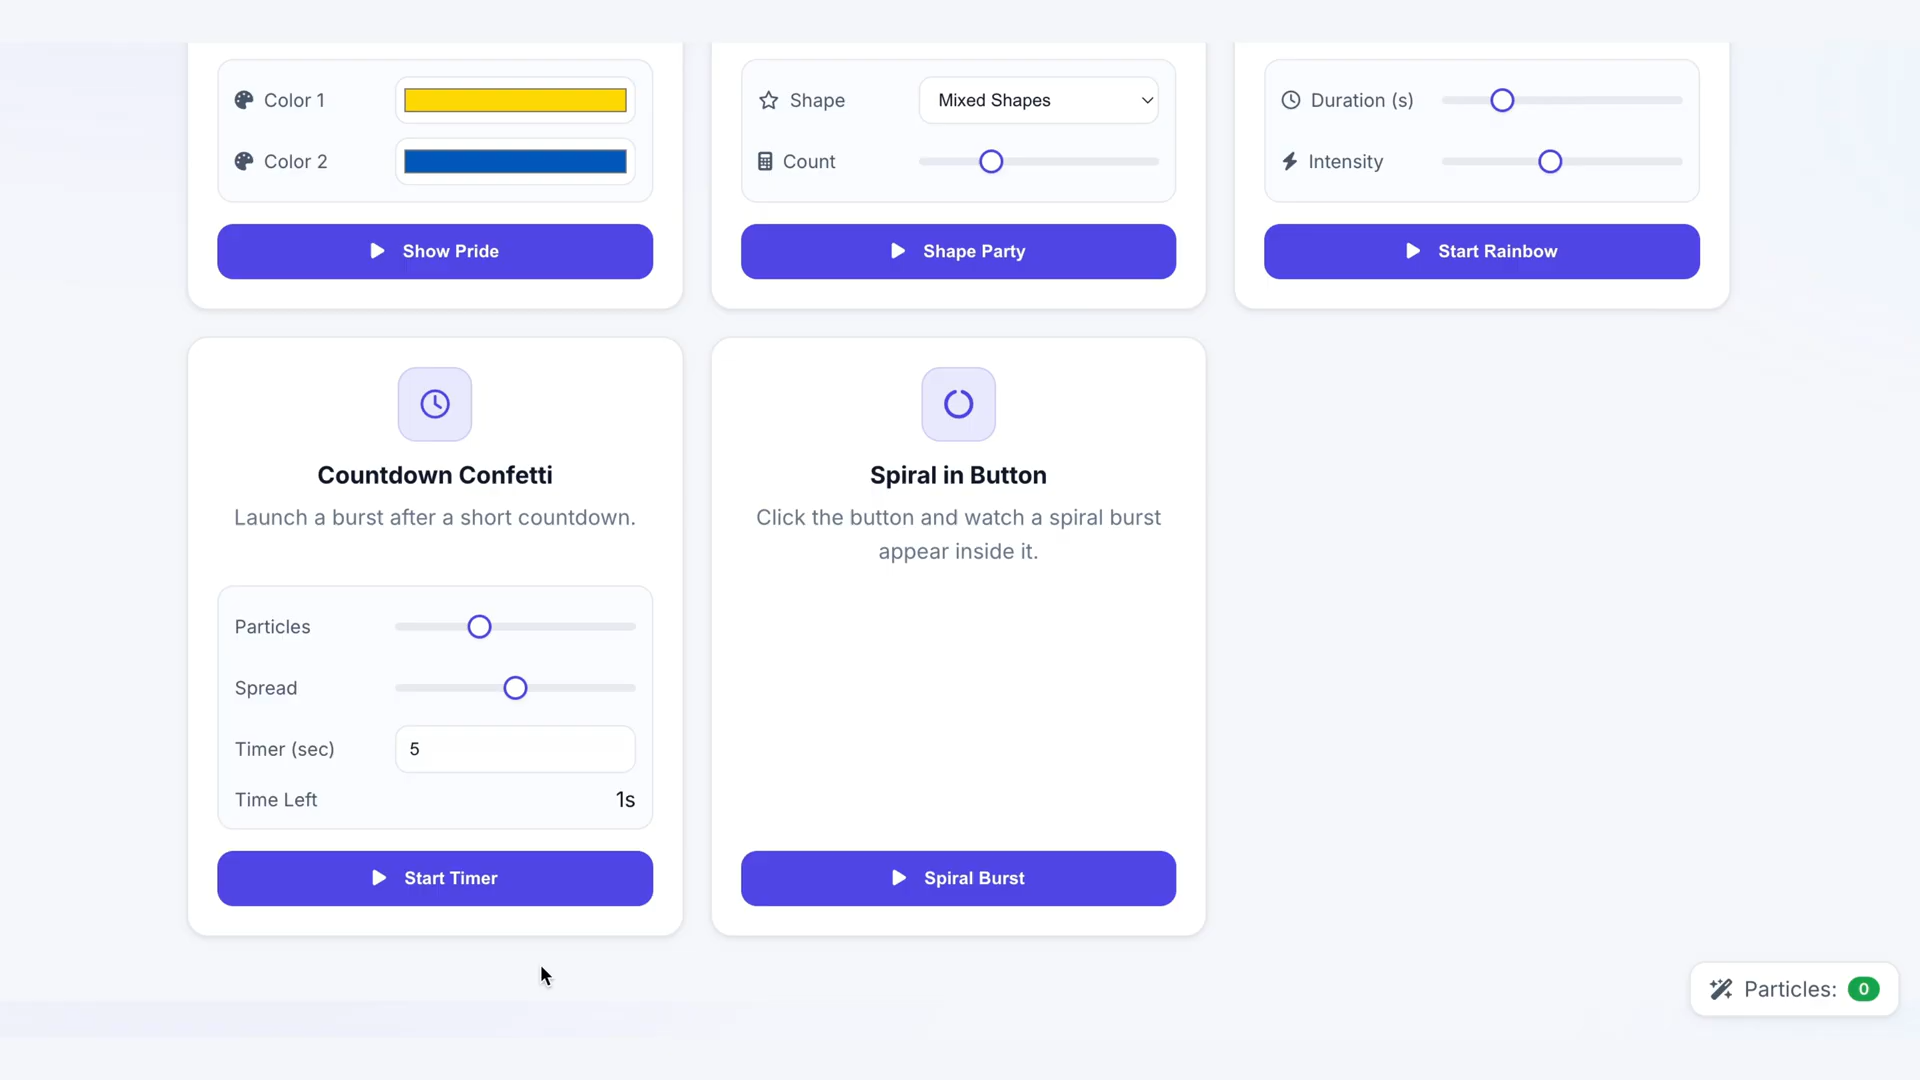 Color 1
Color 2
Show Pride
Shape
Mixed Shapes
Count
Shape Party
Duration (s)
Intensity
Start Rainbow
Countdown Confetti
Launch a burst after a short countdown.
Particles
Spread
Timer (sec)
5
Time Left
1s
Start Timer
Spiral in Button
Click the button and watch a spiral burst
appear inside it.
Spiral Burst
Particles: 0